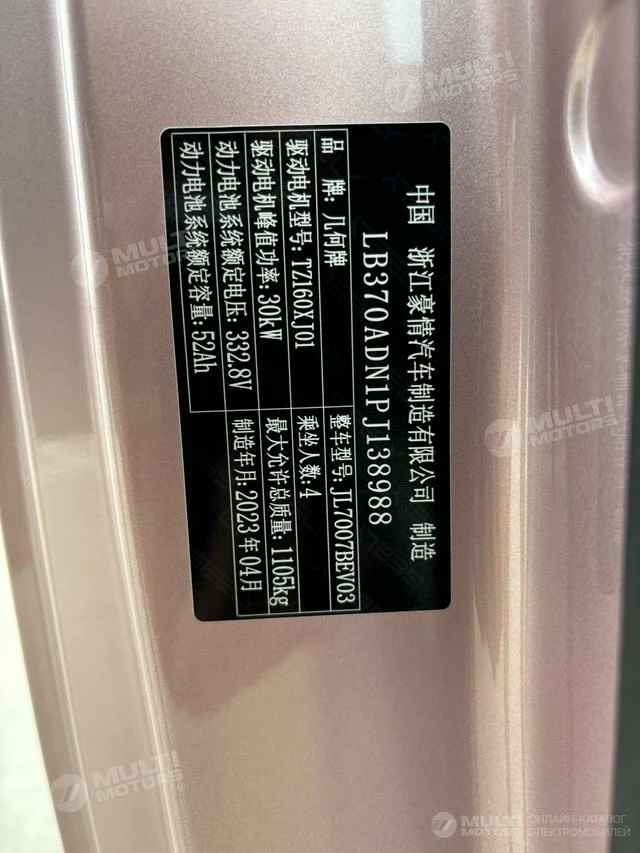 中国 浙江豪情汽车制造有限公司 制造
LB370ADN1PJ138988
品 牌: 几何牌 整车型号: JL7007BEV03
驱动电机型号: TZ160XJ01 乘坐人数: 4
驱动电机峰值功率: 30kW 最大允许总质量: 1105kg
动力电池系统额定电压: 332.8V 制造年月: 2023年04月
动力电池系统额定容量: 52Ah
MULTI MOTORS
MULTI MOTORS
MULTI MOTORS
MULTI MOTORS
MULTI MOTORS ОНЛАЙН-КАТАЛОГ ЭЛЕКТРОМОБИЛЕЙ